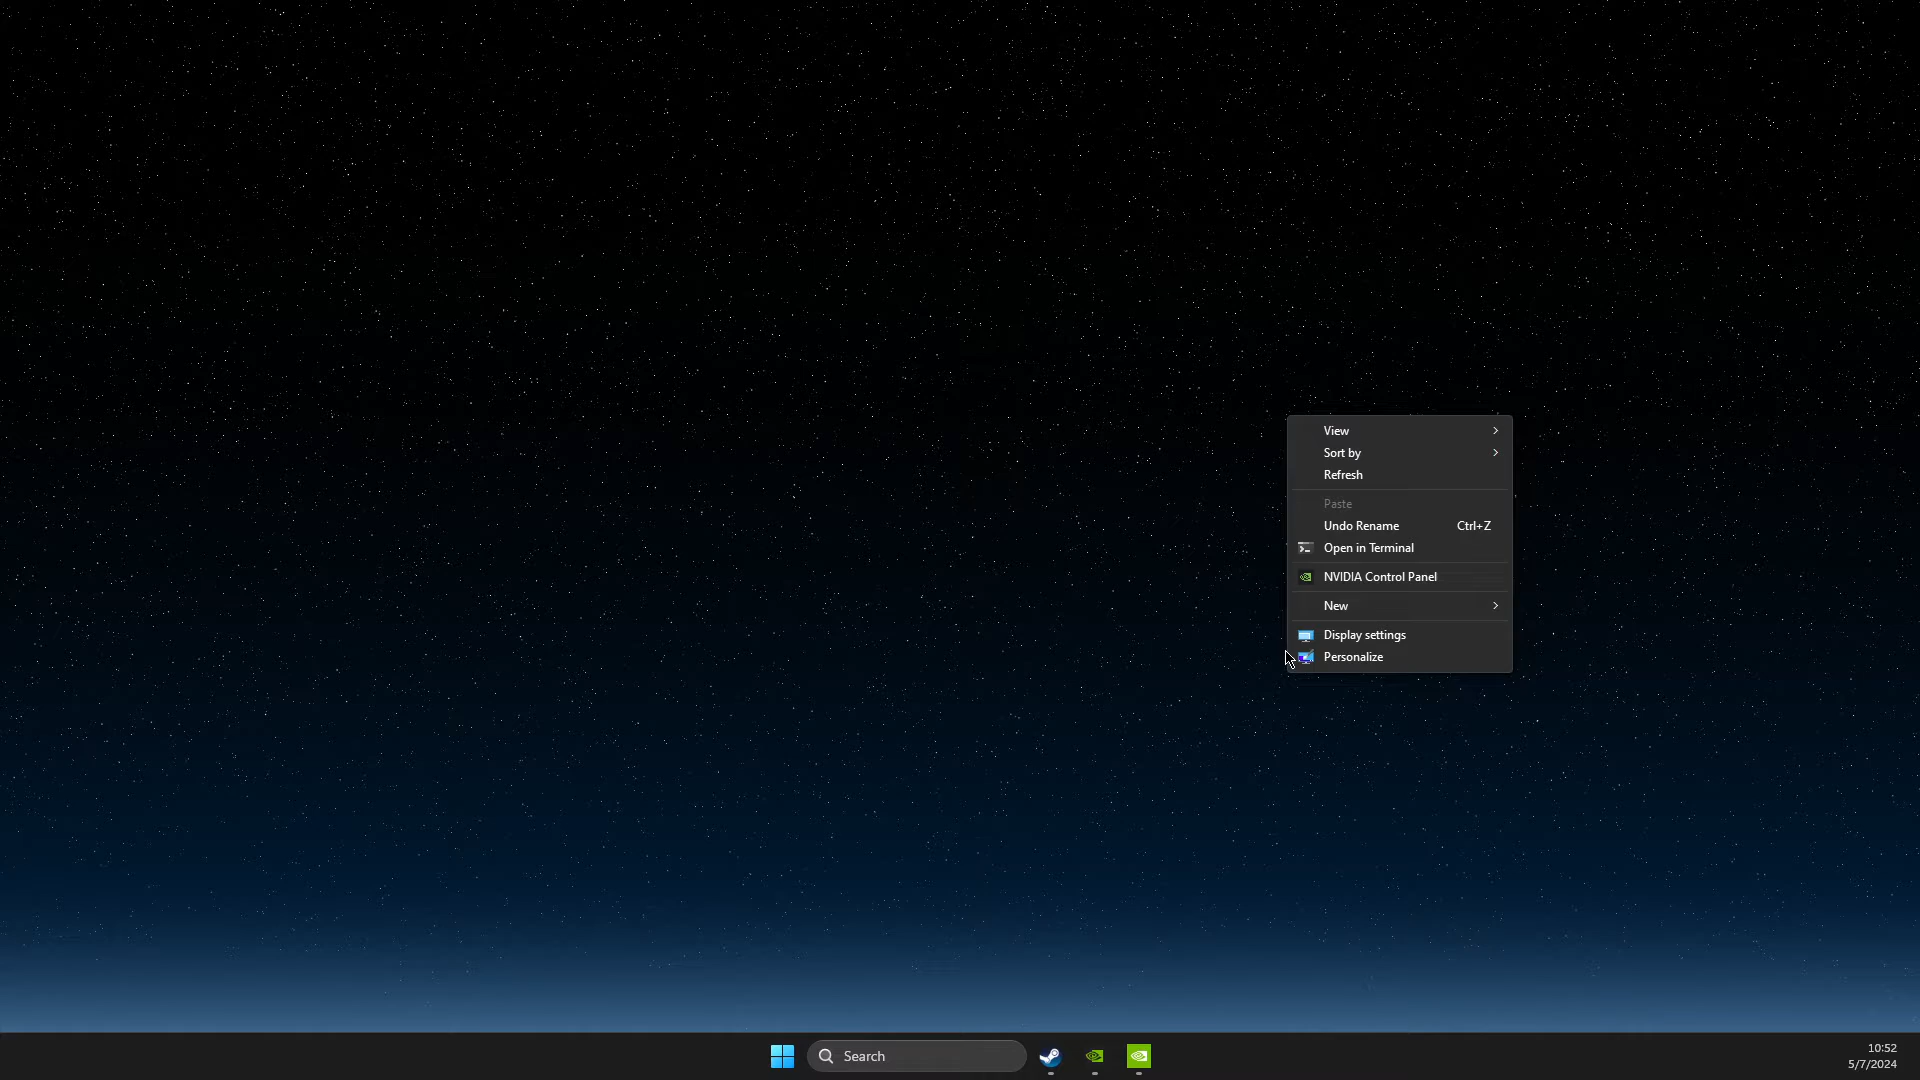 View
Sort by
Refresh
Paste
Undo Rename Ctrl+Z
Open in Terminal
NVIDIA Control Panel
New
Display settings
Personalize
Search
10:52
5/7/2024